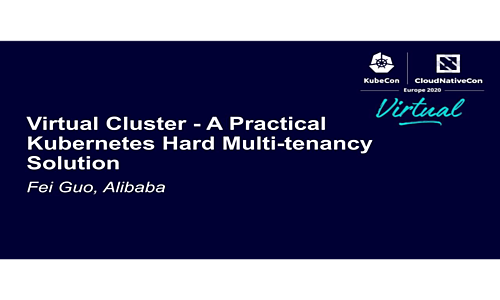 KubeCon
CloudNativeCon
Europe 2020
Virtual
Virtual Cluster - A Practical
Kubernetes Hard Multi-tenancy
Solution
Fei Guo, Alibaba